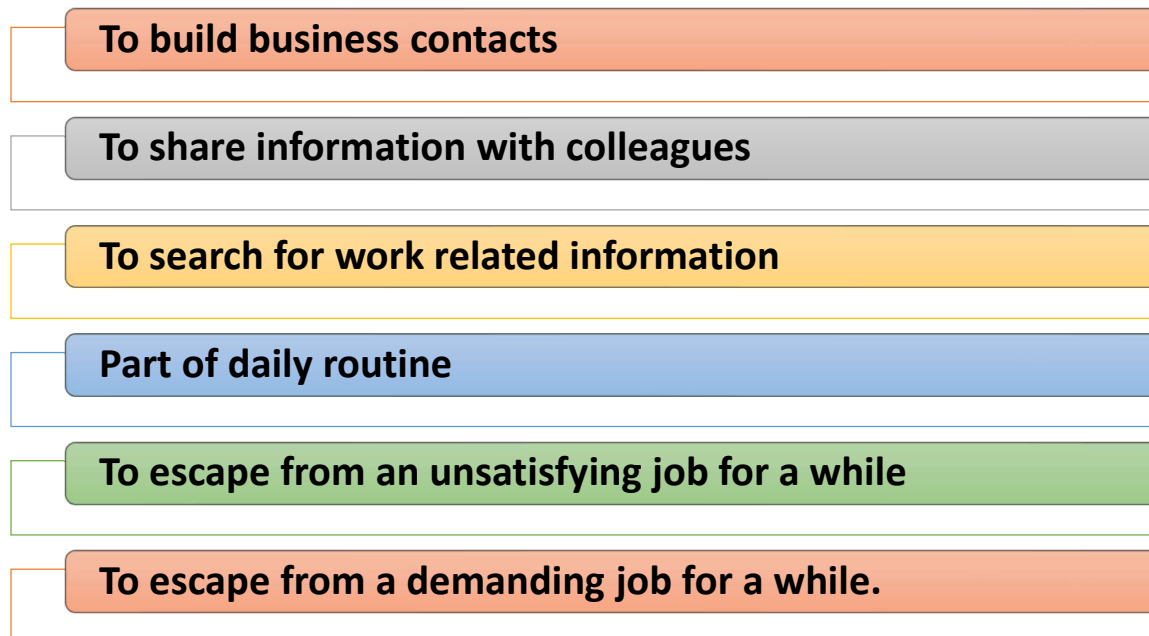 To build business contacts
To share information with colleagues
To search for work related information
Part of daily routine
To escape from an unsatisfying job for a while
To escape from a demanding job for a while.